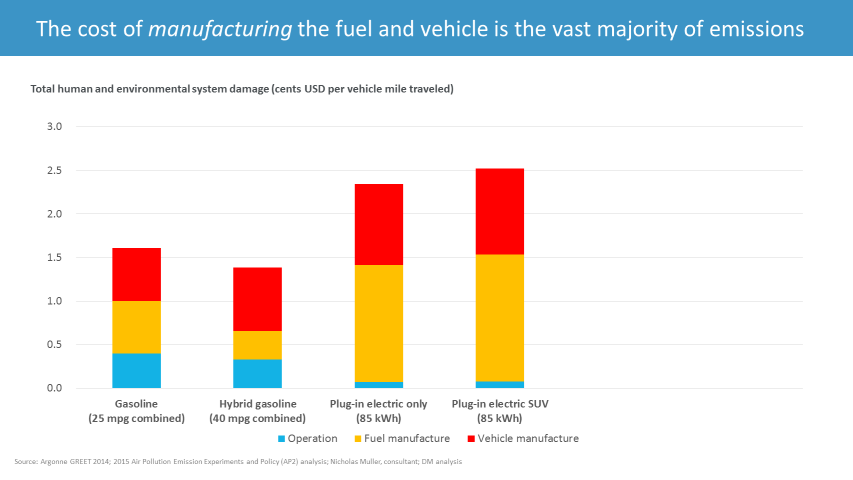 The cost of manufacturing the fuel and vehicle is the vast majority of emissions
Total human and environmental system damage (cents USD per vehicle mile traveled)
3.0
2.5
2.0
1.5
1.0
0.5
0.0
Gasoline
(25 mpg combined)
Hybrid gasoline
(40 mpg combined)
Plug-in electric only
(85 kWh)
Plug-in electric SUV
(85 kWh)
Operation
Fuel manufacture
Vehicle manufacture
Source: Argonne GREET 2014; 2015 Air Pollution Emission Experiments and Policy (AP2) analysis; Nicholas Muller, consultant; DM analysis